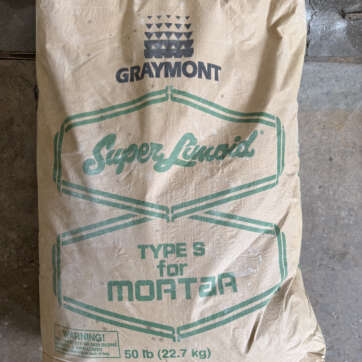 GRAYMONT
Super Limoid
TYPE S
for
MORTAR
WARNING!
50 lb (22.7 kg)